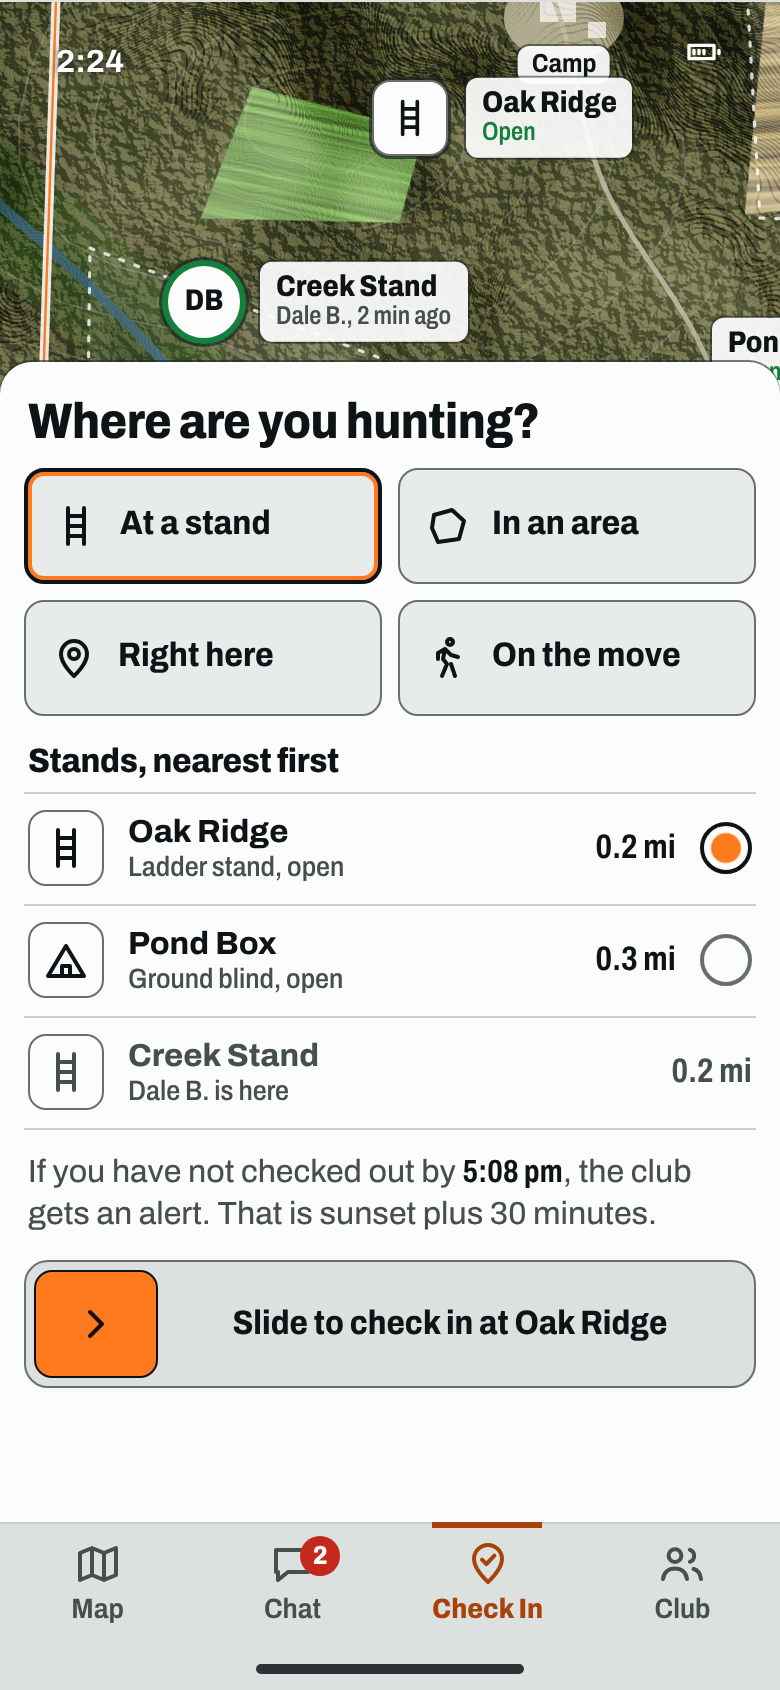 2:24
Camp
Oak Ridge
Open
DB
Creek Stand
Dale B., 2 min ago
Pon
Where are you hunting?
At a stand
In an area
Right here
On the move
Stands, nearest first
Oak Ridge
Ladder stand, open
0.2 mi
Pond Box
Ground blind, open
0.3 mi
Creek Stand
Dale B. is here
0.2 mi
If you have not checked out by 5:08 pm, the club
gets an alert. That is sunset plus 30 minutes.
Slide to check in at Oak Ridge
Map
Chat
2
Check In
Club